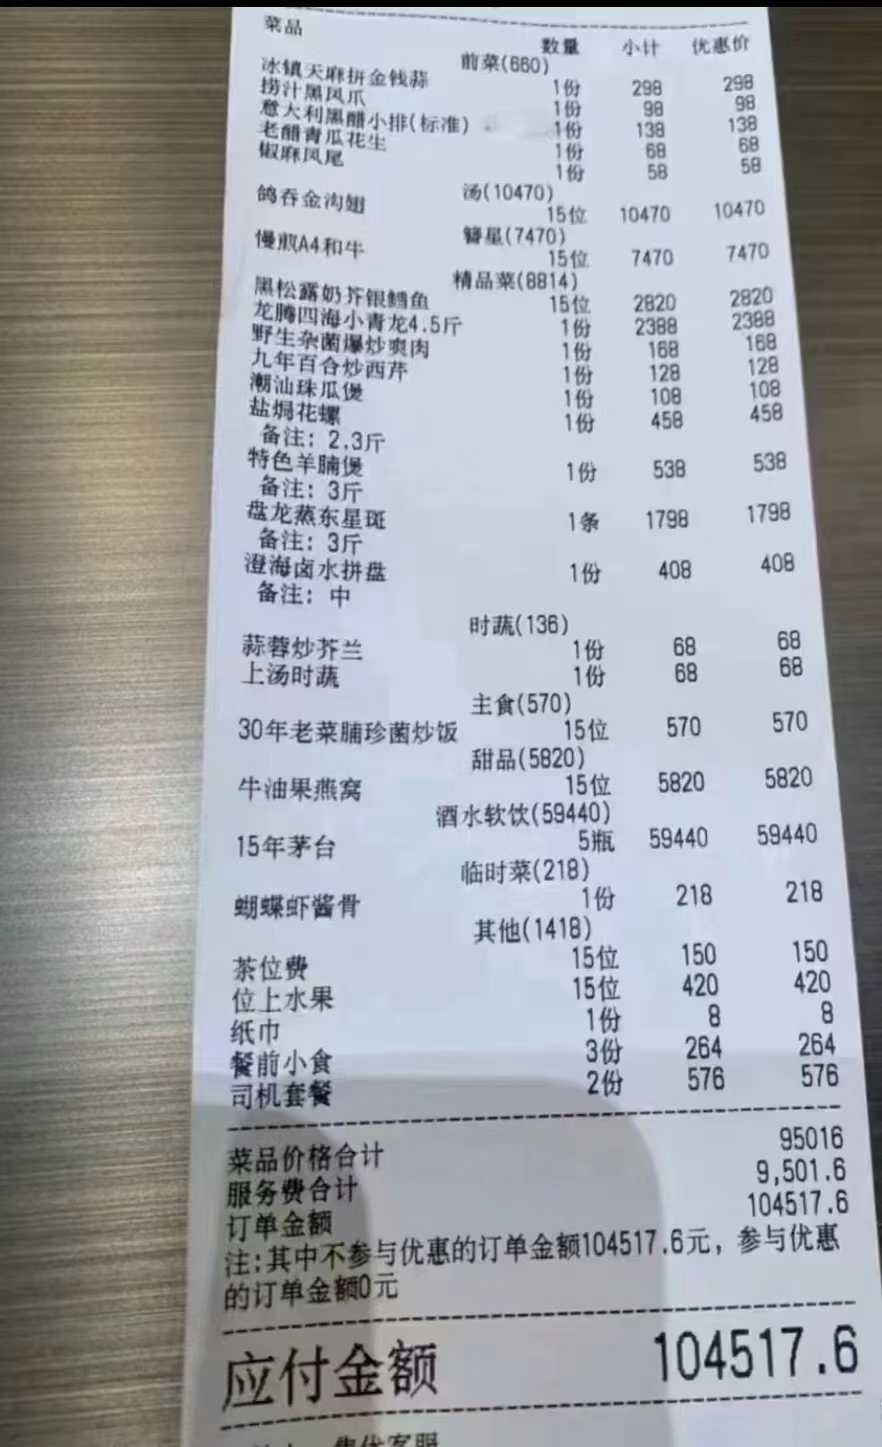 菜品 数量 小计 优惠价
前菜(660)
冰镇天麻拼金钱蒜 1份 298 298
捞汁黑凤爪 1份 98 98
意大利黑醋小排(标准) 1份 138 138
老醋青瓜花生 1份 68 68
椒麻凤尾 1份 58 58
汤(10470)
鸽吞金沟翅 15位 10470 10470
簪星(7470)
慢煎A4和牛 15位 7470 7470
精品菜(8814)
黑松露奶芥银鳕鱼 15位 2820 2820
龙腾四海小青龙4.5斤 1份 2388 2388
野生杂菌爆炒爽肉 1份 168 168
九年百合炒西芹 1份 128 128
潮汕珠瓜煲 1份 108 108
盐焗花螺 1份 458 458
备注: 2.3斤
特色羊腩煲 1份 538 538
备注: 3斤
盘龙蒸东星斑 1条 1798 1798
备注: 3斤
澄海卤水拼盘 1份 408 408
备注: 中
时蔬(136)
蒜蓉炒芥兰 1份 68 68
上汤时蔬 1份 68 68
主食(570)
30年老菜脯珍菌炒饭 15位 570 570
甜品(5820)
牛油果燕窝 15位 5820 5820
酒水软饮(59440)
15年茅台 5瓶 59440 59440
临时菜(218)
蝴蝶虾酱骨 1份 218 218
其他(1418)
茶位费 15位 150 150
位上水果 15位 420 420
纸巾 1份 8 8
餐前小食 3份 264 264
司机套餐 2份 576 576
菜品价格合计 95016
服务费合计 9,501.6
订单金额 104517.6
注:其中不参与优惠的订单金额104517.6元，参与优惠
的订单金额0元
应付金额 104517.6